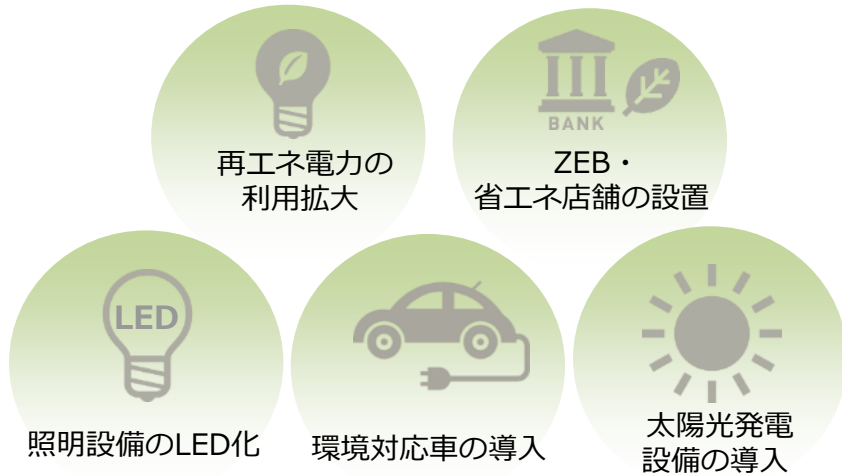 BANK
再エネ電力の
利用拡大
ZEB・
省エネ店舗の設置
LED
照明設備のLED化
環境対応車の導入
太陽光発電
設備の導入